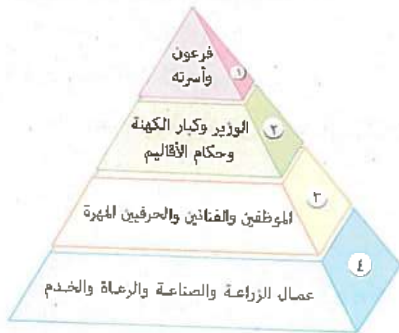 فرعون
وأسرته
١
الوزير وكبار الكهنة
وحكام الأقاليم
٢
الموظفين والفنانين والحرفيين المهرة
٣
عمال الزراعة والصناعة والرعاة والخدم
٤